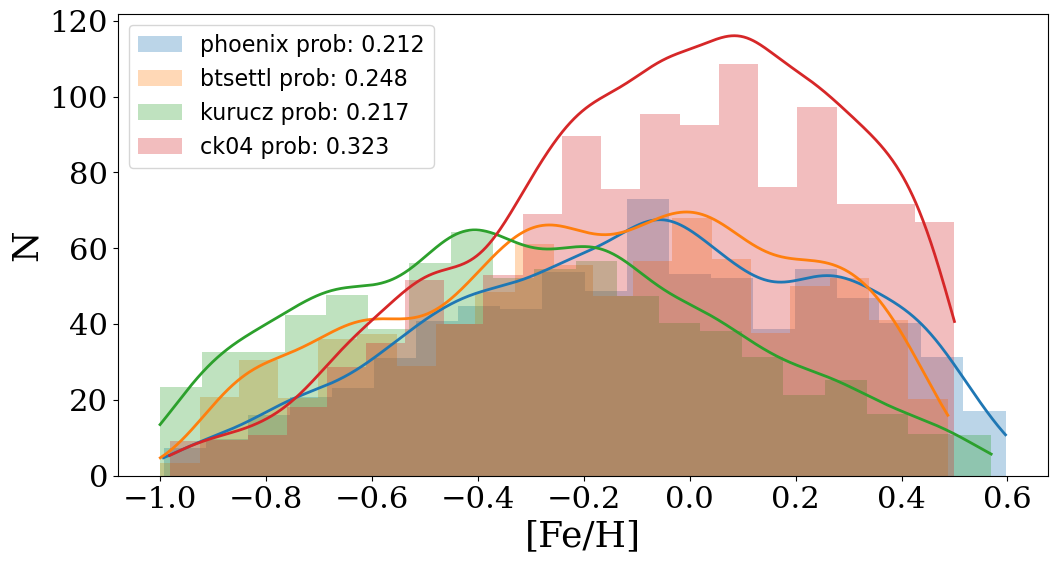 120
100
80
60
40
20
0
N
phoenix prob: 0.212
btsettl prob: 0.248
kurucz prob: 0.217
ck04 prob: 0.323
−1.0 −0.8 −0.6 −0.4 −0.2 0.0 0.2 0.4 0.6
[Fe/H]